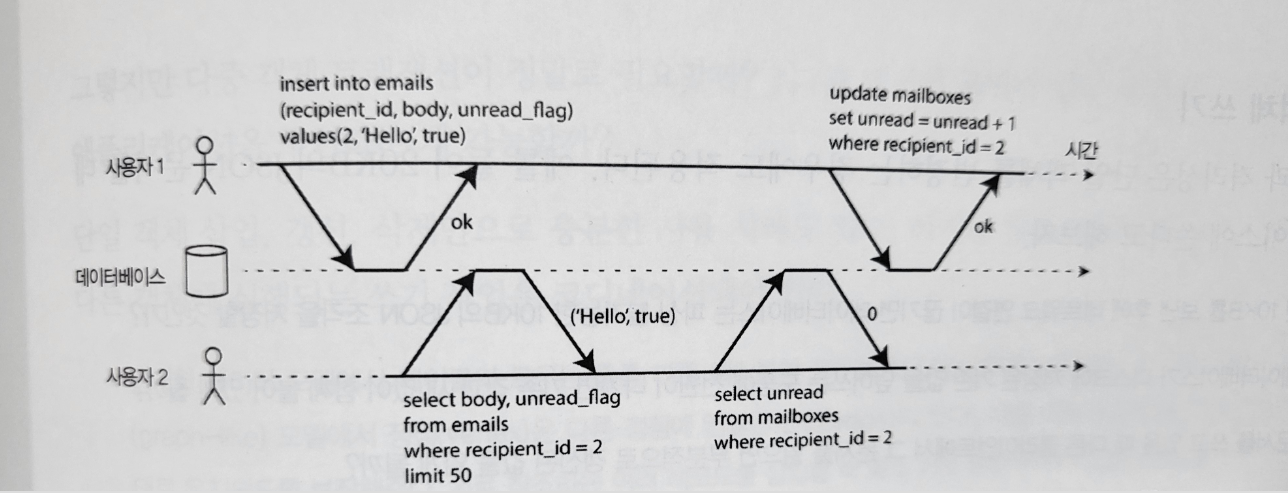 insert into emails
(recipient_id, body, unread_flag)
values(2, 'Hello', true)
update mailboxes
set unread = unread + 1
where recipient_id = 2
사용자 1
시간
ok
ok
데이터베이스
('Hello', true)
0
사용자 2
select body, unread_flag
from emails
where recipient_id = 2
limit 50
select unread
from mailboxes
where recipient_id = 2